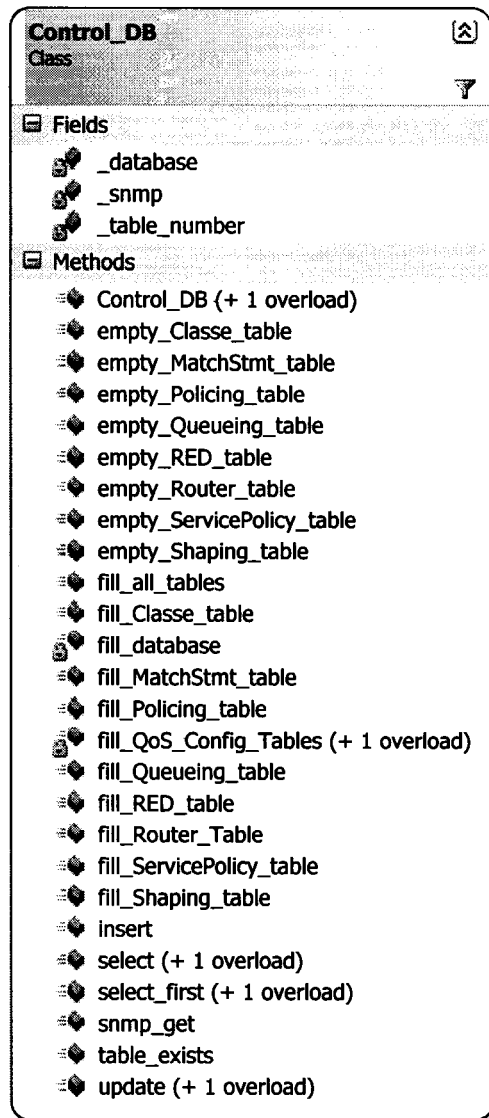 Control_DB
Class
Fields
_database
_snmp
_table_number
Methods
Control_DB (+ 1 overload)
empty_Classe_table
empty_MatchStmt_table
empty_Policing_table
empty_Queueing_table
empty_RED_table
empty_Router_table
empty_ServicePolicy_table
empty_Shaping_table
fill_all_tables
fill_Classe_table
fill_database
fill_MatchStmt_table
fill_Policing_table
fill_QoS_Config_Tables (+ 1 overload)
fill_Queueing_table
fill_RED_table
fill_Router_Table
fill_ServicePolicy_table
fill_Shaping_table
insert
select (+ 1 overload)
select_first (+ 1 overload)
snmp_get
table_exists
update (+ 1 overload)